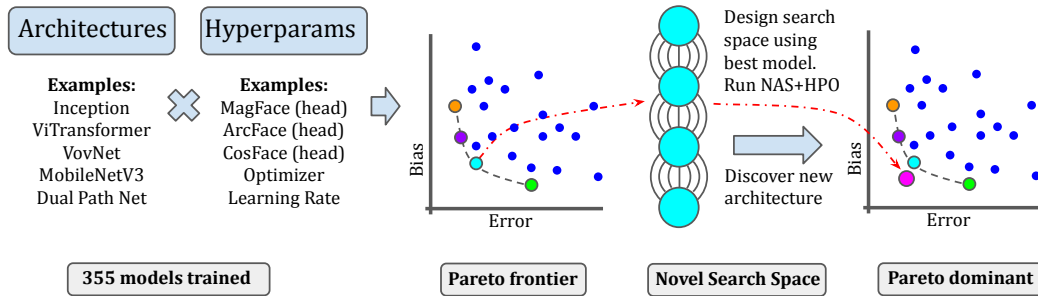 Architectures
Hyperparams
Examples:
Inception
ViTransformer
VovNet
MobileNetV3
Dual Path Net
Examples:
MagFace (head)
ArcFace (head)
CosFace (head)
Optimizer
Learning Rate
Bias
Error
Design search
space using
best model.
Run NAS+HPO
Discover new
architecture
Bias
Error
355 models trained
Pareto frontier
Novel Search Space
Pareto dominant